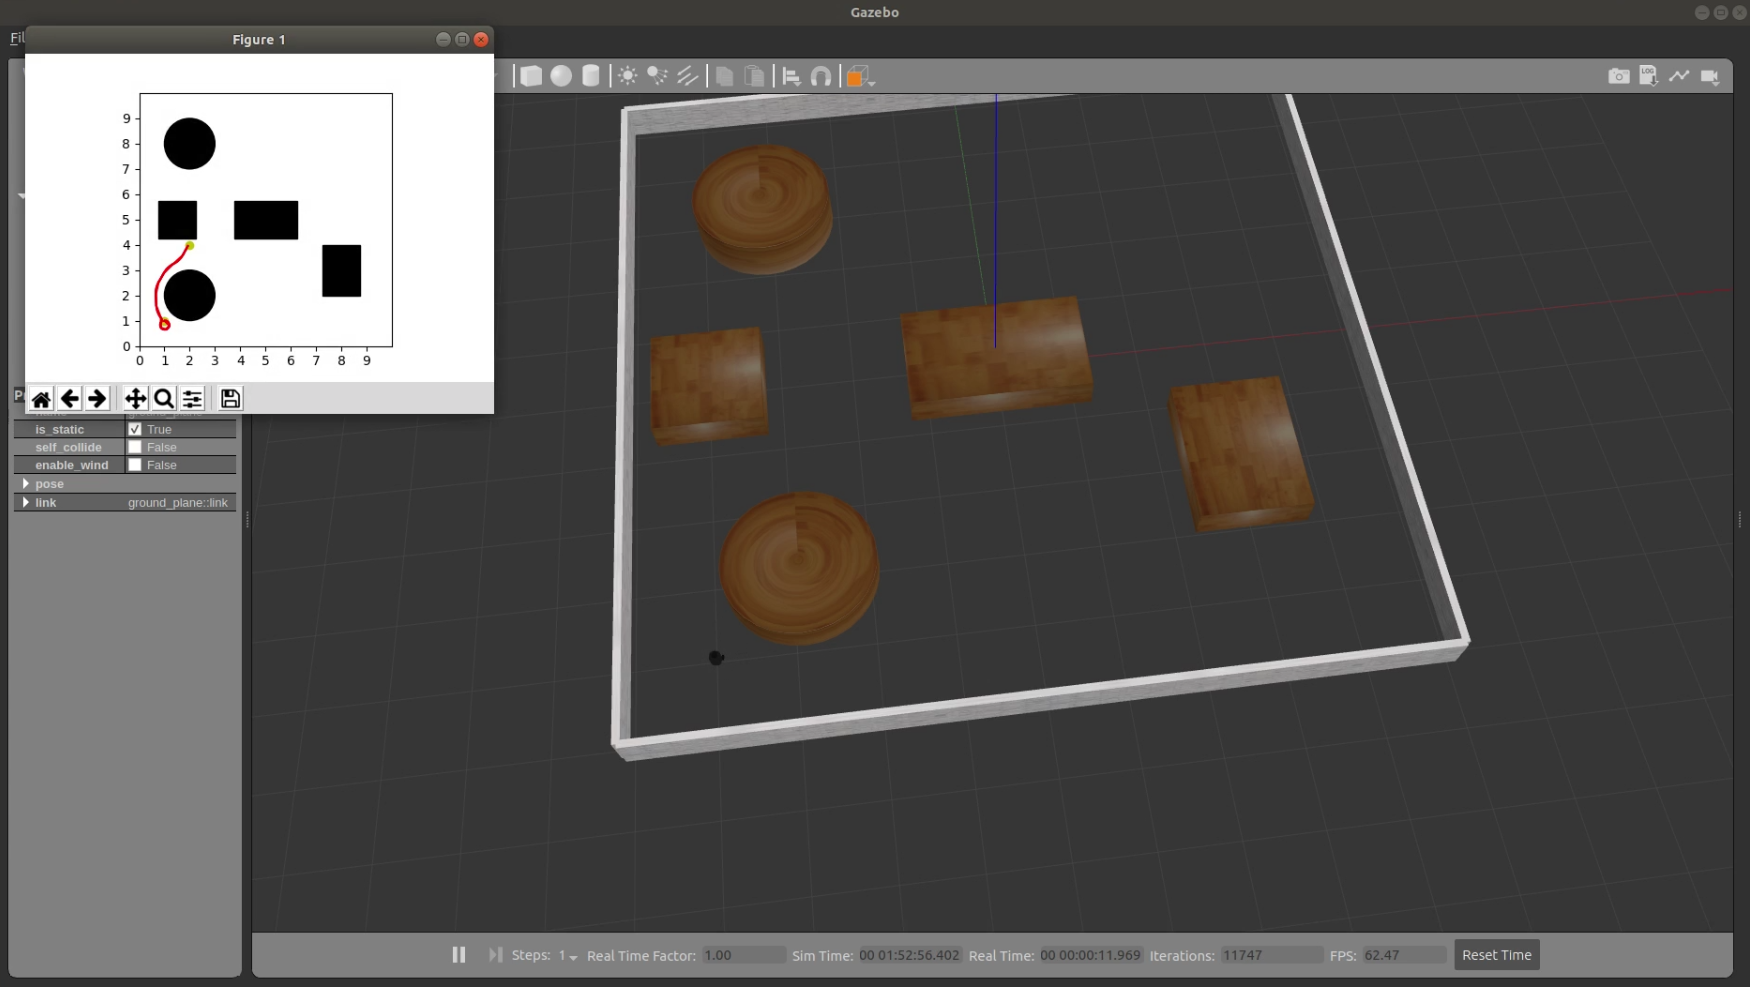 Gazebo
Fil
Figure 1
LOG
9
8
7
6
5
4
3
2
1
0
0 1 2 3 4 5 6 7 8 9
is_static True
self_collide False
enable_wind False
pose
link ground_plane::link
Steps: 1 Real Time Factor: 1.00 Sim Time: 00 01:52:56.402 Real Time: 00 00:00:11.969 Iterations: 11747 FPS: 62.47 Reset Time